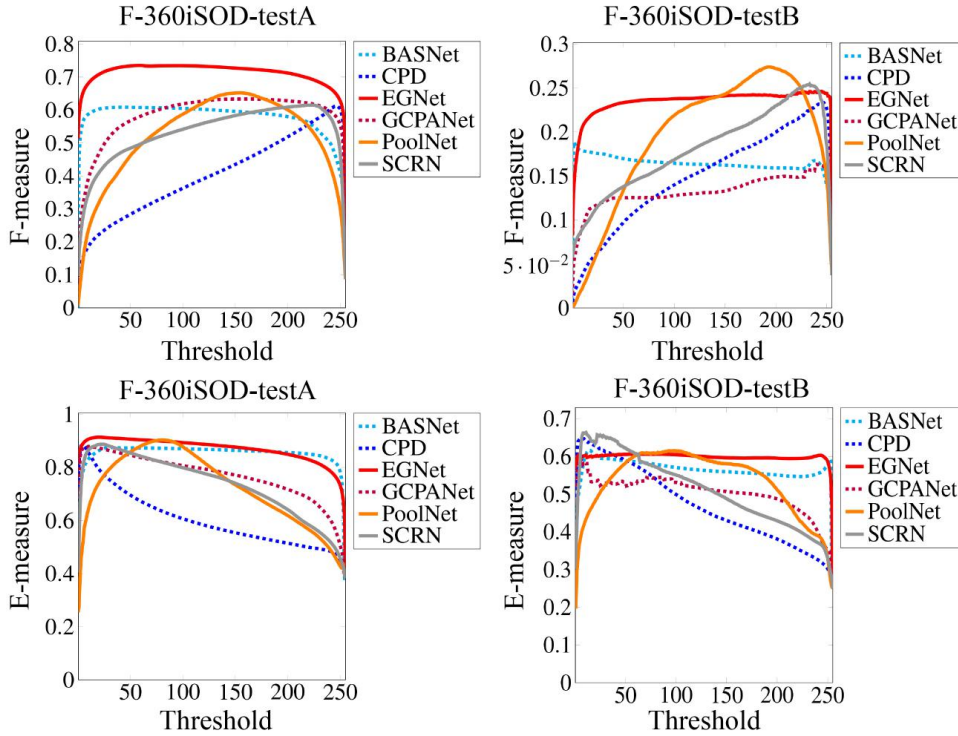 F-360iSOD-testA
F-measure
0.8
0.7
0.6
0.5
0.4
0.3
0.2
0.1
0
50 100 150 200 250
Threshold
BASNet
CPD
EGNet
GCPANet
PoolNet
SCRN
F-360iSOD-testB
F-measure
0.3
0.25
0.2
0.15
0.1
5·10⁻²
0
50 100 150 200 250
Threshold
BASNet
CPD
EGNet
GCPANet
PoolNet
SCRN
F-360iSOD-testA
E-measure
1
0.8
0.6
0.4
0.2
0
50 100 150 200 250
Threshold
BASNet
CPD
EGNet
GCPANet
PoolNet
SCRN
F-360iSOD-testB
E-measure
0.7
0.6
0.5
0.4
0.3
0.2
0.1
0
50 100 150 200 250
Threshold
BASNet
CPD
EGNet
GCPANet
PoolNet
SCRN